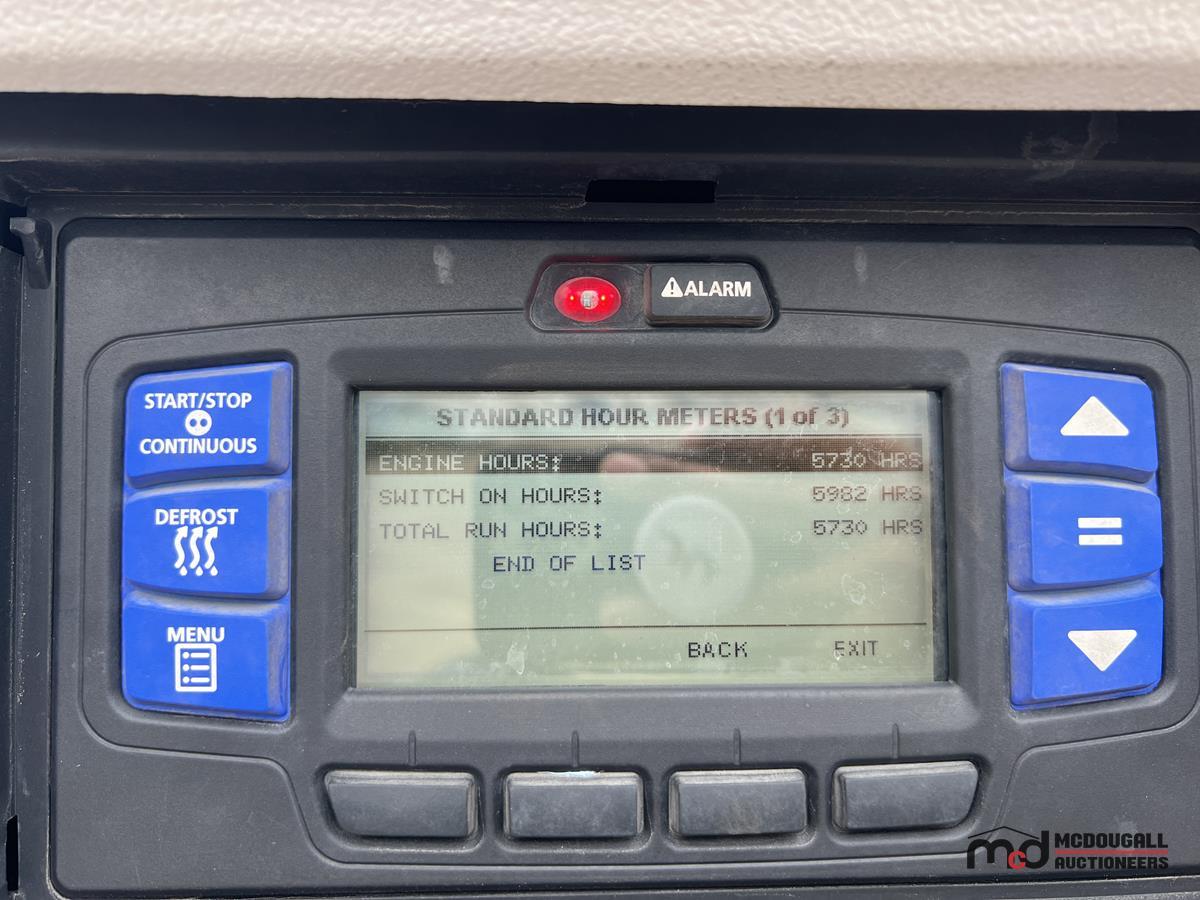 ALARM
START/STOP
CONTINUOUS
DEFROST
MENU
STANDARD HOUR METERS (1 of 3)
ENGINE HOURS: 5730 HRS
SWITCH ON HOURS: 5982 HRS
TOTAL RUN HOURS: 5730 HRS
END OF LIST
BACK EXIT
mcd MCDOUGALL
AUCTIONEERS